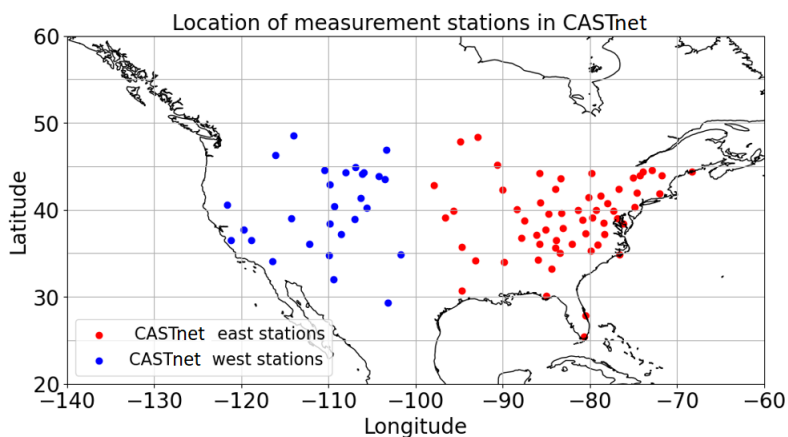 Location of measurement stations in CASTnet
60
50
40
30
20
Latitude
CASTnet east stations
CASTnet west stations
−140 −130 −120 −110 −100 −90 −80 −70 −60
Longitude